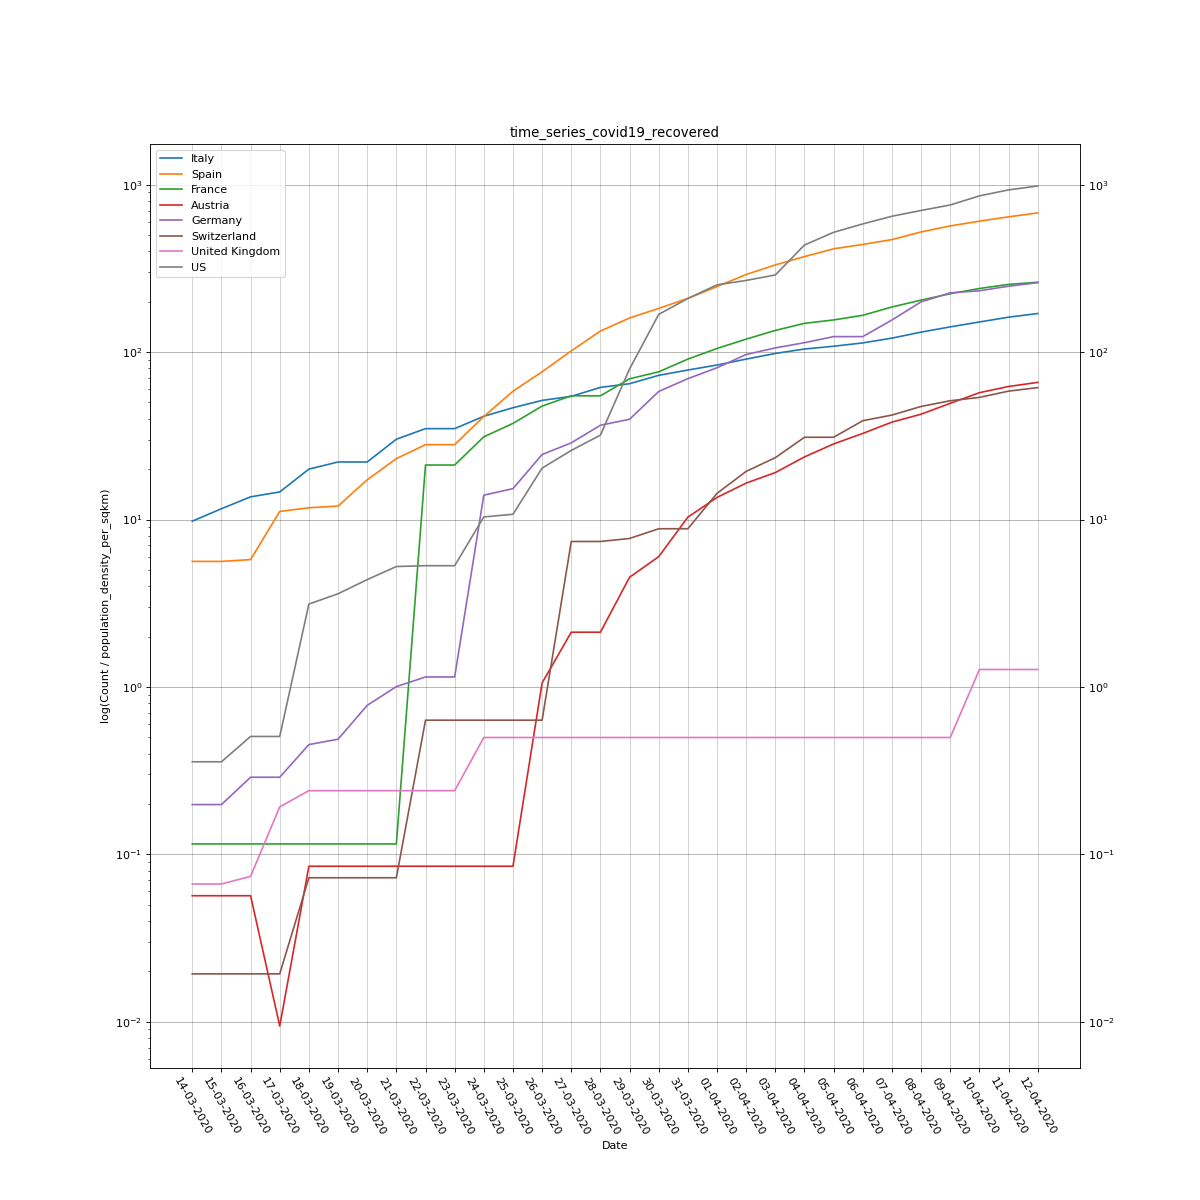 time_series_covid19_recovered
Italy
Spain
France
Austria
Germany
Switzerland
United Kingdom
US
10³ 10³
10² 10²
10¹ 10¹
10⁰ 10⁰
10⁻¹ 10⁻¹
10⁻² 10⁻²
log(Count / population_density_per_sqkm)
14-03-2020 15-03-2020 16-03-2020 17-03-2020 18-03-2020 19-03-2020 20-03-2020 21-03-2020 22-03-2020 23-03-2020 24-03-2020 25-03-2020 26-03-2020 27-03-2020 28-03-2020 29-03-2020 30-03-2020 31-03-2020 01-04-2020 02-04-2020 03-04-2020 04-04-2020 05-04-2020 06-04-2020 07-04-2020 08-04-2020 09-04-2020 10-04-2020 11-04-2020 12-04-2020
Date